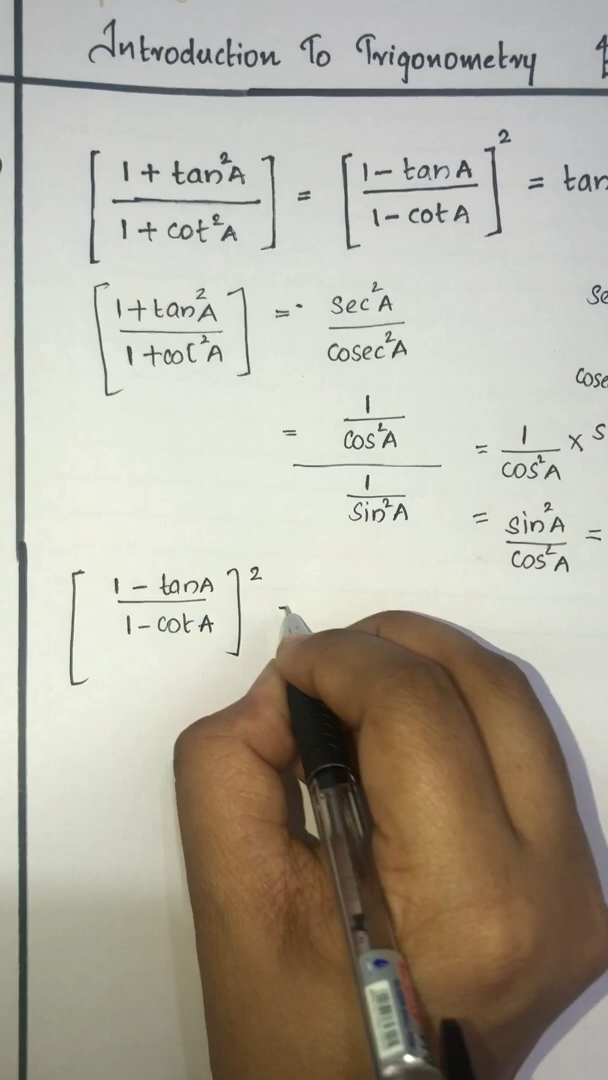 Introduction To Trigonometry
[1 + tan²A / 1 + cot²A] = [1 - tanA / 1 - cotA]² = tan
[1+tan²A / 1+cot²A] = sec²A / cosec²A
Cose
= 1/cos²A / 1/sin²A = 1/cos²A × s
= sin²A / cos²A =
[1 - tanA / 1 - cotA]²